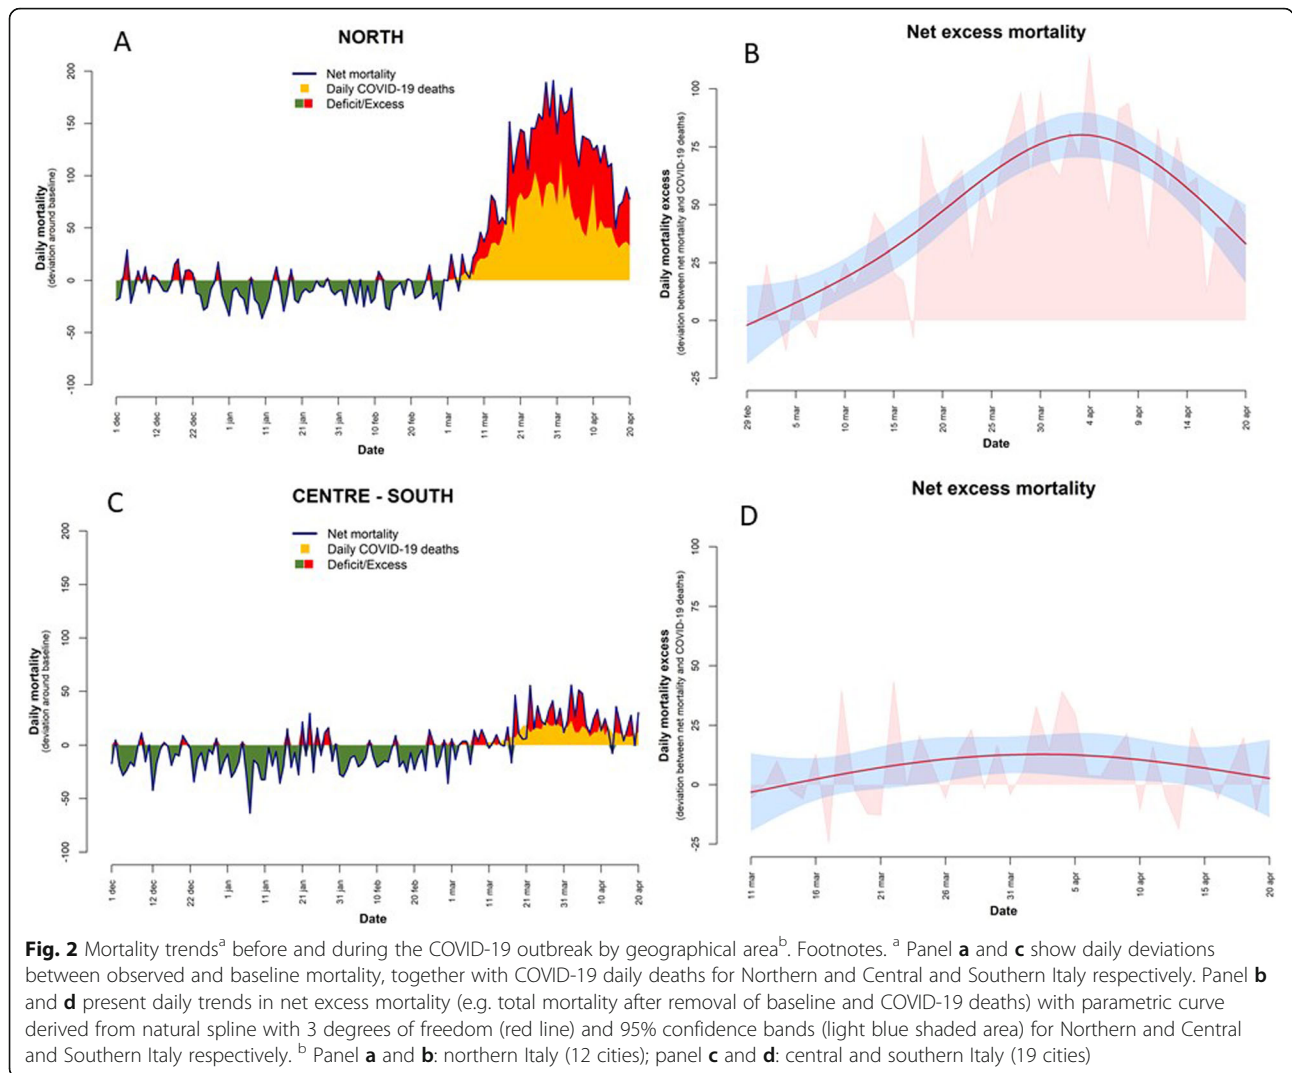 A
NORTH
Net mortality
Daily COVID-19 deaths
Deficit/Excess
Daily mortality
(deviation around baseline)
200
150
100
50
0
-50
-100
1 dec
12 dec
22 dec
1 jan
11 jan
21 jan
31 jan
10 feb
20 feb
1 mar
11 mar
21 mar
31 mar
10 apr
20 apr
Date
B
Net excess mortality
Daily mortality excess
(deviation between net mortality and COVID-19 deaths)
100
75
50
25
0
-25
29 feb
5 mar
10 mar
15 mar
20 mar
25 mar
30 mar
4 apr
9 apr
14 apr
20 apr
Date
C
CENTRE - SOUTH
Net mortality
Daily COVID-19 deaths
Deficit/Excess
Daily mortality
(deviation around baseline)
200
150
100
50
0
-50
-100
1 dec
12 dec
22 dec
1 jan
11 jan
21 jan
31 jan
10 feb
20 feb
1 mar
11 mar
21 mar
31 mar
10 apr
20 apr
Date
D
Net excess mortality
Daily mortality excess
(deviation between net mortality and COVID-19 deaths)
100
75
50
25
0
-25
11 mar
16 mar
21 mar
26 mar
31 mar
5 apr
10 apr
15 apr
20 apr
Date
Fig. 2 Mortality trendsᵃ before and during the COVID-19 outbreak by geographical areaᵇ. Footnotes. ᵃ Panel a and c show daily deviations
between observed and baseline mortality, together with COVID-19 daily deaths for Northern and Central and Southern Italy respectively. Panel b
and d present daily trends in net excess mortality (e.g. total mortality after removal of baseline and COVID-19 deaths) with parametric curve
derived from natural spline with 3 degrees of freedom (red line) and 95% confidence bands (light blue shaded area) for Northern and Central
and Southern Italy respectively. ᵇ Panel a and b: northern Italy (12 cities); panel c and d: central and southern Italy (19 cities)